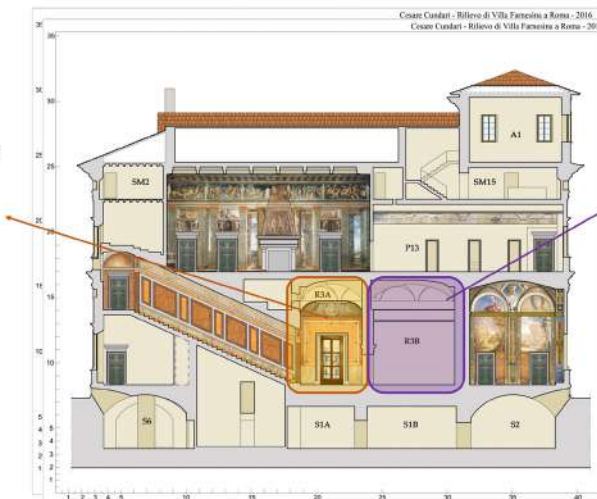 Cesare Cundari - Rilievo di Villa Farnesina a Roma - 2016
Cesare Cundari - Rilievo di Villa Farnesina a Roma - 20
A1
SM2
SM15
P13
R3A
R3B
S6
S1A
S1B
S2
35
30
25
20
15
10
5
4
3
2
1
1 2 3 4 5 10 15 20 25 30 35 40